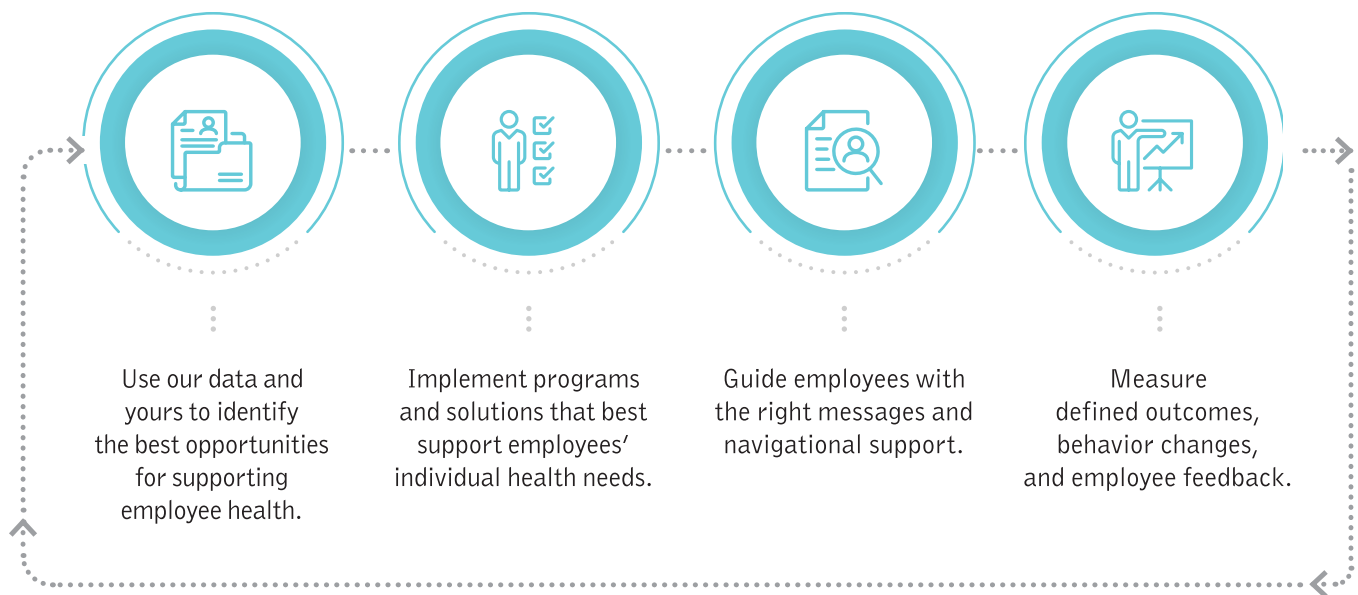 Use our data and
yours to identify
the best opportunities
for supporting
employee health.
Implement programs
and solutions that best
support employees’
individual health needs.
Guide employees with
the right messages and
navigational support.
Measure
defined outcomes,
behavior changes,
and employee feedback.